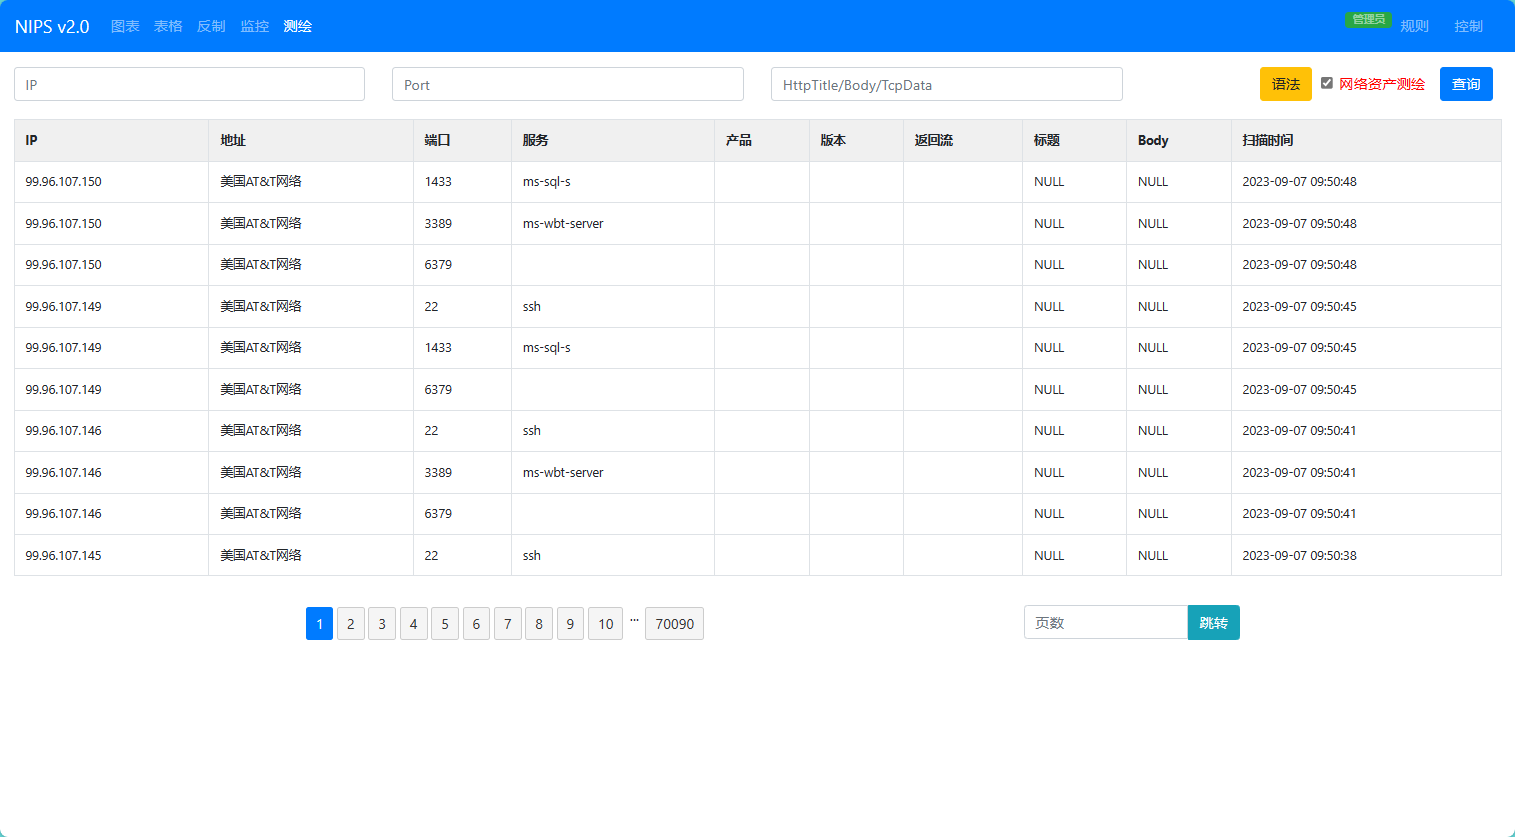 NIPS v2.0 图表 表格 反制 监控 测绘 管理员 规则 控制
IP Port HttpTitle/Body/TcpData 语法 网络资产测绘 查询
IP 地址 端口 服务 产品 版本 返回流 标题 Body 扫描时间
99.96.107.150 美国AT&T网络 1433 ms-sql-s NULL NULL 2023-09-07 09:50:48
99.96.107.150 美国AT&T网络 3389 ms-wbt-server NULL NULL 2023-09-07 09:50:48
99.96.107.150 美国AT&T网络 6379 NULL NULL 2023-09-07 09:50:48
99.96.107.149 美国AT&T网络 22 ssh NULL NULL 2023-09-07 09:50:45
99.96.107.149 美国AT&T网络 1433 ms-sql-s NULL NULL 2023-09-07 09:50:45
99.96.107.149 美国AT&T网络 6379 NULL NULL 2023-09-07 09:50:45
99.96.107.146 美国AT&T网络 22 ssh NULL NULL 2023-09-07 09:50:41
99.96.107.146 美国AT&T网络 3389 ms-wbt-server NULL NULL 2023-09-07 09:50:41
99.96.107.146 美国AT&T网络 6379 NULL NULL 2023-09-07 09:50:41
99.96.107.145 美国AT&T网络 22 ssh NULL NULL 2023-09-07 09:50:38
1 2 3 4 5 6 7 8 9 10 ... 70090 页数 跳转